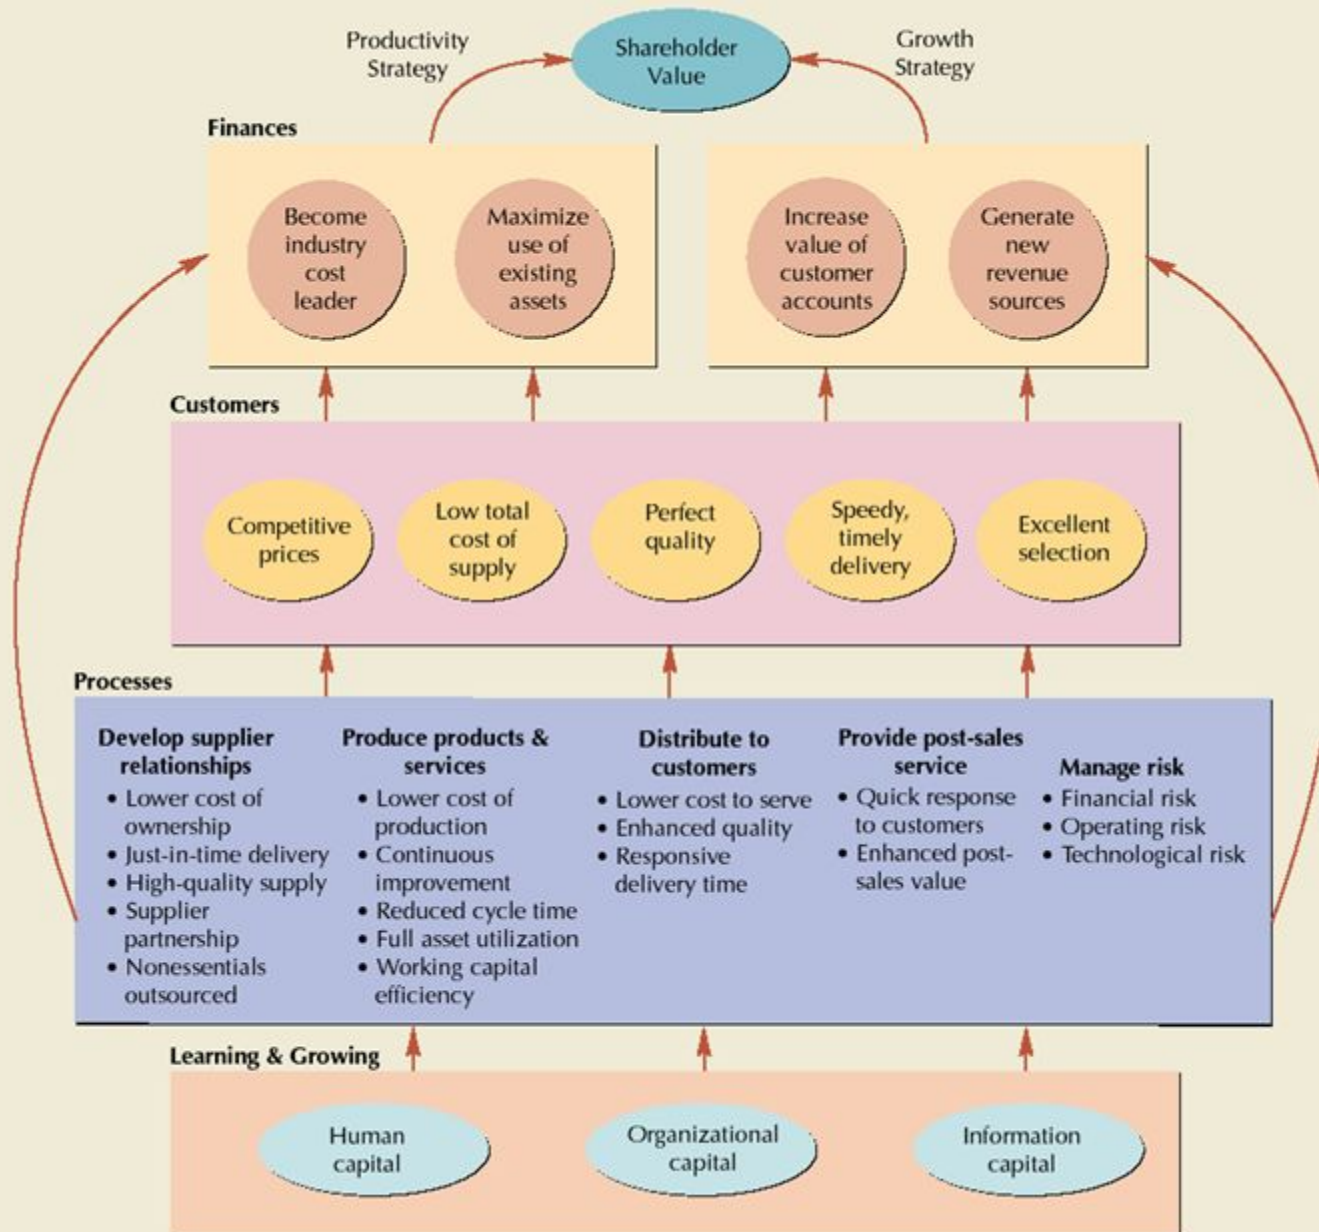 Productivity
Strategy
Shareholder
Value
Growth
Strategy
Finances
Become
industry
cost
leader
Maximize
use of
existing
assets
Increase
value of
customer
accounts
Generate
new
revenue
sources
Customers
Competitive
prices
Low total
cost of
supply
Perfect
quality
Speedy,
timely
delivery
Excellent
selection
Processes
Develop supplier
relationships
• Lower cost of
ownership
• Just-in-time delivery
• High-quality supply
• Supplier
partnership
• Nonessentials
outsourced
Produce products &
services
• Lower cost of
production
• Continuous
improvement
• Reduced cycle time
• Full asset utilization
• Working capital
efficiency
Distribute to
customers
• Lower cost to serve
• Enhanced quality
• Responsive
delivery time
Provide post-sales
service
• Quick response
to customers
• Enhanced post-
sales value
Manage risk
• Financial risk
• Operating risk
• Technological risk
Learning & Growing
Human
capital
Organizational
capital
Information
capital